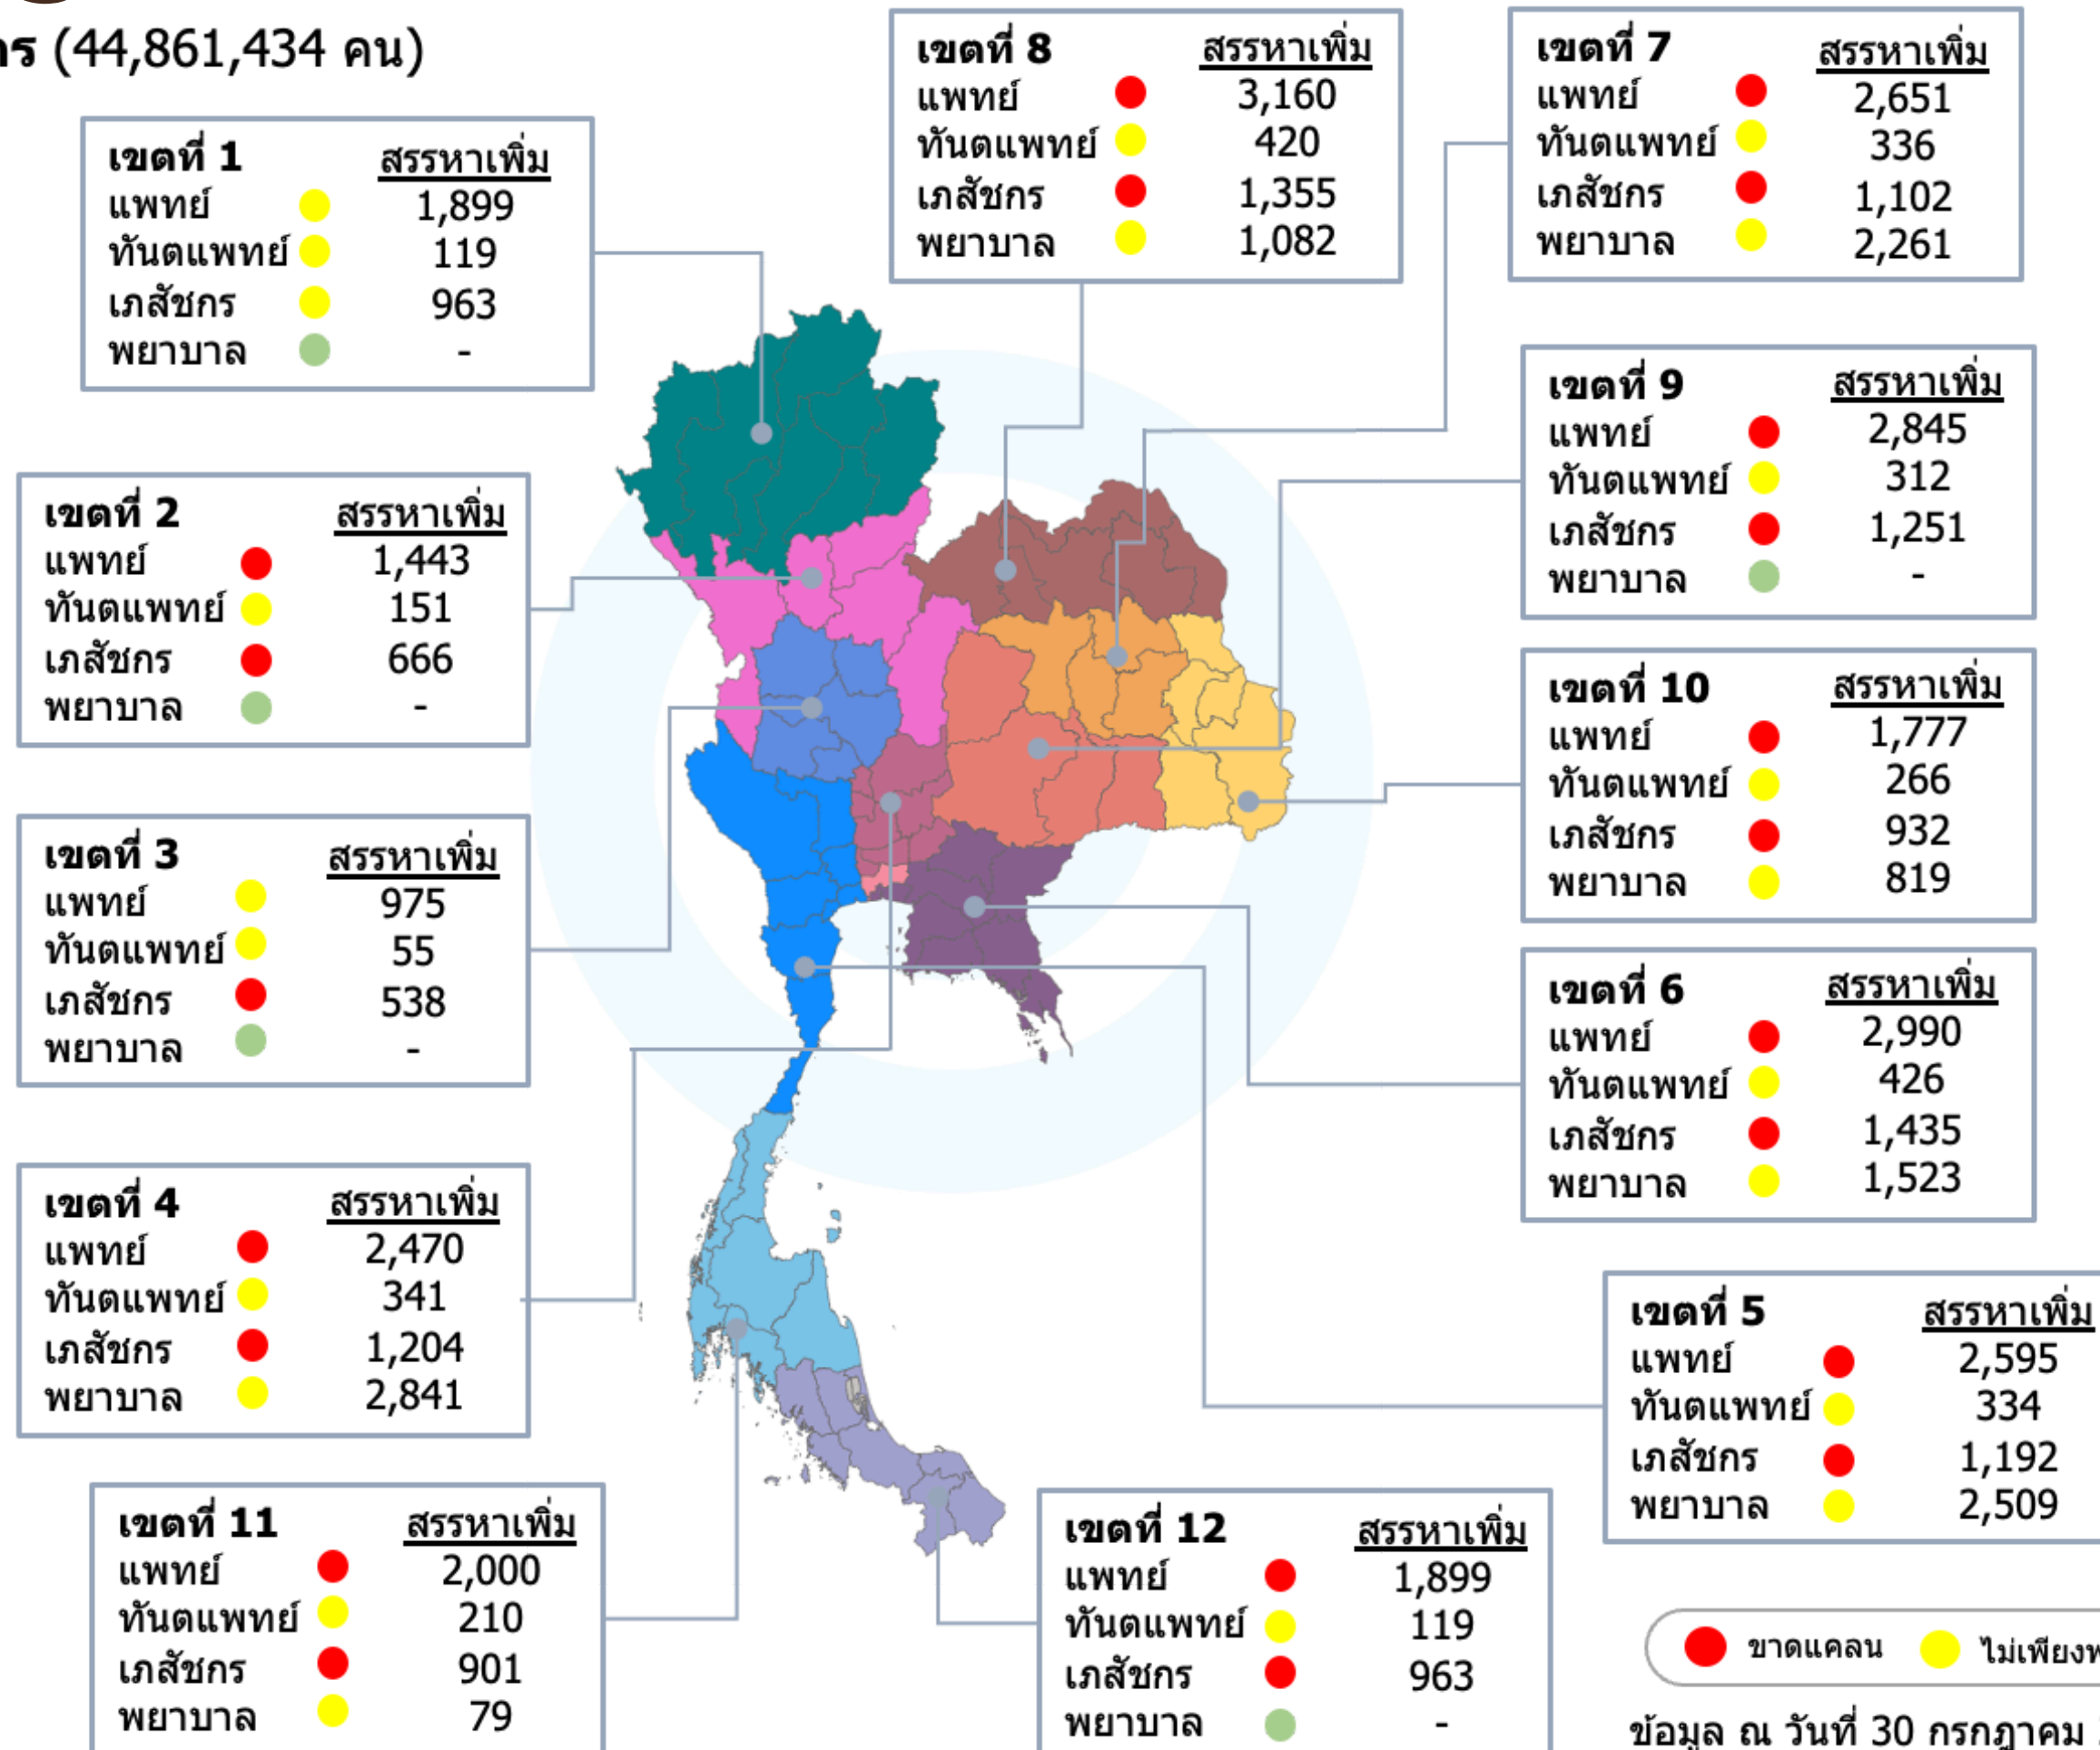 (44,861,434 คน)
เขตที่ 8 สรรหาเพิ่ม
แพทย์ 3,160
ทันตแพทย์ 420
เภสัชกร 1,355
พยาบาล 1,082
เขตที่ 7 สรรหาเพิ่ม
แพทย์ 2,651
ทันตแพทย์ 336
เภสัชกร 1,102
พยาบาล 2,261
เขตที่ 1 สรรหาเพิ่ม
แพทย์ 1,899
ทันตแพทย์ 119
เภสัชกร 963
พยาบาล -
เขตที่ 9 สรรหาเพิ่ม
แพทย์ 2,845
ทันตแพทย์ 312
เภสัชกร 1,251
พยาบาล -
เขตที่ 2 สรรหาเพิ่ม
แพทย์ 1,443
ทันตแพทย์ 151
เภสัชกร 666
พยาบาล -
เขตที่ 10 สรรหาเพิ่ม
แพทย์ 1,777
ทันตแพทย์ 266
เภสัชกร 932
พยาบาล 819
เขตที่ 3 สรรหาเพิ่ม
แพทย์ 975
ทันตแพทย์ 55
เภสัชกร 538
พยาบาล -
เขตที่ 6 สรรหาเพิ่ม
แพทย์ 2,990
ทันตแพทย์ 426
เภสัชกร 1,435
พยาบาล 1,523
เขตที่ 4 สรรหาเพิ่ม
แพทย์ 2,470
ทันตแพทย์ 341
เภสัชกร 1,204
พยาบาล 2,841
เขตที่ 5 สรรหาเพิ่ม
แพทย์ 2,595
ทันตแพทย์ 334
เภสัชกร 1,192
พยาบาล 2,509
เขตที่ 11 สรรหาเพิ่ม
แพทย์ 2,000
ทันตแพทย์ 210
เภสัชกร 901
พยาบาล 79
เขตที่ 12 สรรหาเพิ่ม
แพทย์ 1,899
ทันตแพทย์ 119
เภสัชกร 963
พยาบาล -
ขาดแคลน
ข้อมูล ณ วันที่ 30 กรกฎาคม